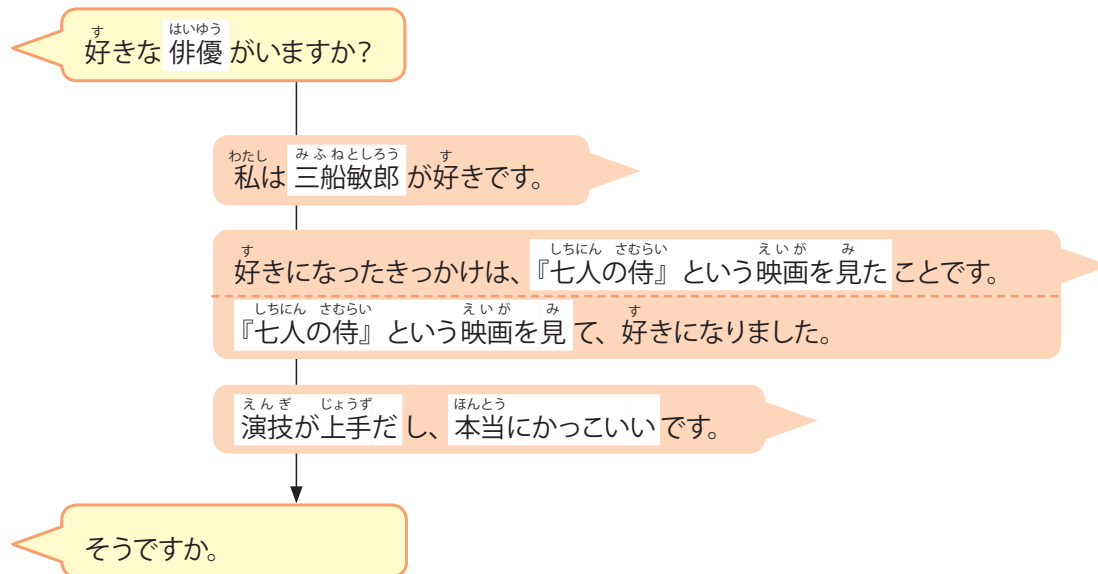 好きな俳優がいますか？
私は三船敏郎が好きです。
好きになったきっかけは、『七人の侍』という映画を見たことです。
『七人の侍』という映画を見て、好きになりました。
演技が上手だし、本当にかっこいいです。
そうですか。